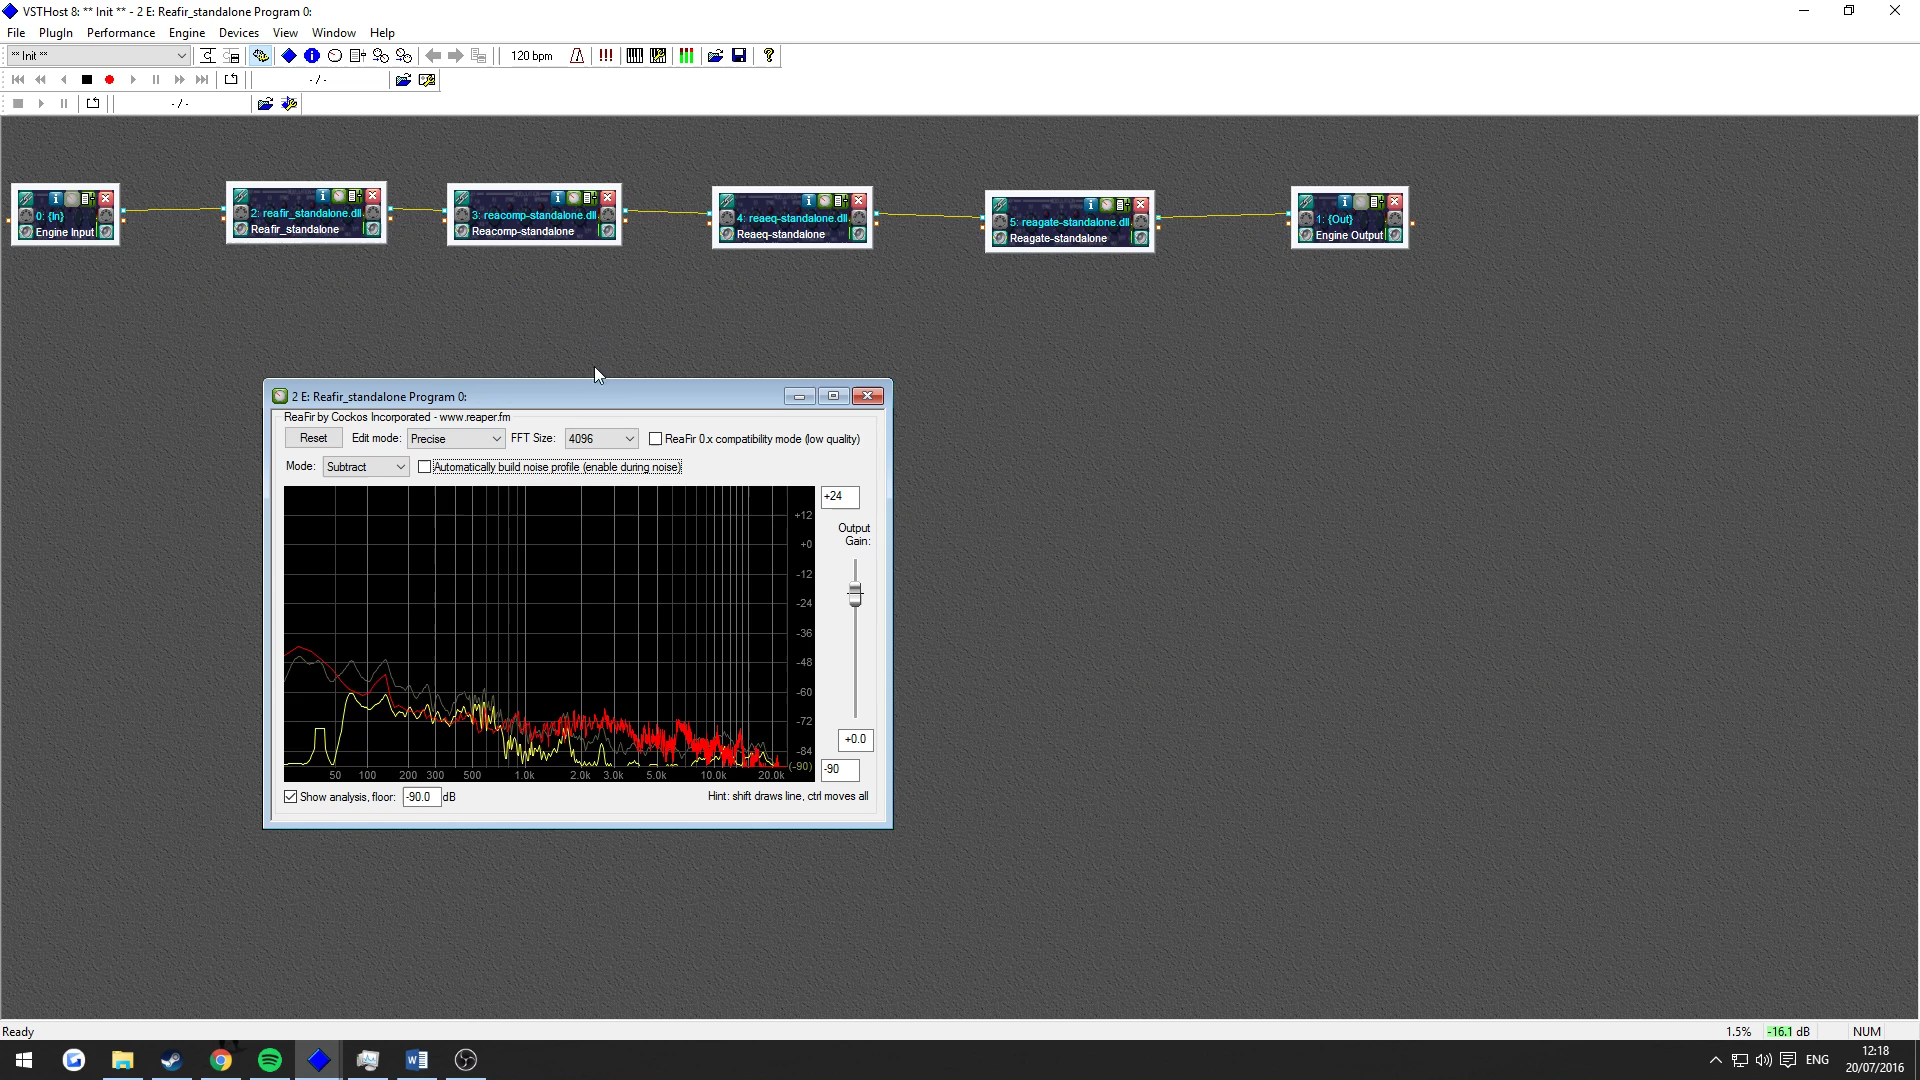 VSTHost 8: ** Init ** - 2 E: Reafir_standalone Program 0:
File PlugIn Performance Engine Devices View Window Help
** Init ** 120 bpm
- / -
- / -
0: {In}
Engine Input
2: reafir_standalone.dll
Reafir_standalone
3: reacomp-standalone.dll
Reacomp-standalone
4: reaeq-standalone.dll
Reaeq-standalone
5: reagate-standalone.dll
Reagate-standalone
1: {Out}
Engine Output
2 E: Reafir_standalone Program 0:
ReaFir by Cockos Incorporated - www.reaper.fm
Reset Edit mode: Precise FFT Size: 4096 ReaFir 0.x compatibility mode (low quality)
Mode: Subtract Automatically build noise profile (enable during noise)
+24
+12
Output
Gain:
+0
-12
-24
-36
-48
-60
-72
+0.0
-84
(-90) -90
50 100 200 300 500 1.0k 2.0k 3.0k 5.0k 10.0k 20.0k
Show analysis, floor: -90.0 dB Hint: shift draws line, ctrl moves all
Ready 1.5% -16.1 dB NUM
ENG
12:18
20/07/2016